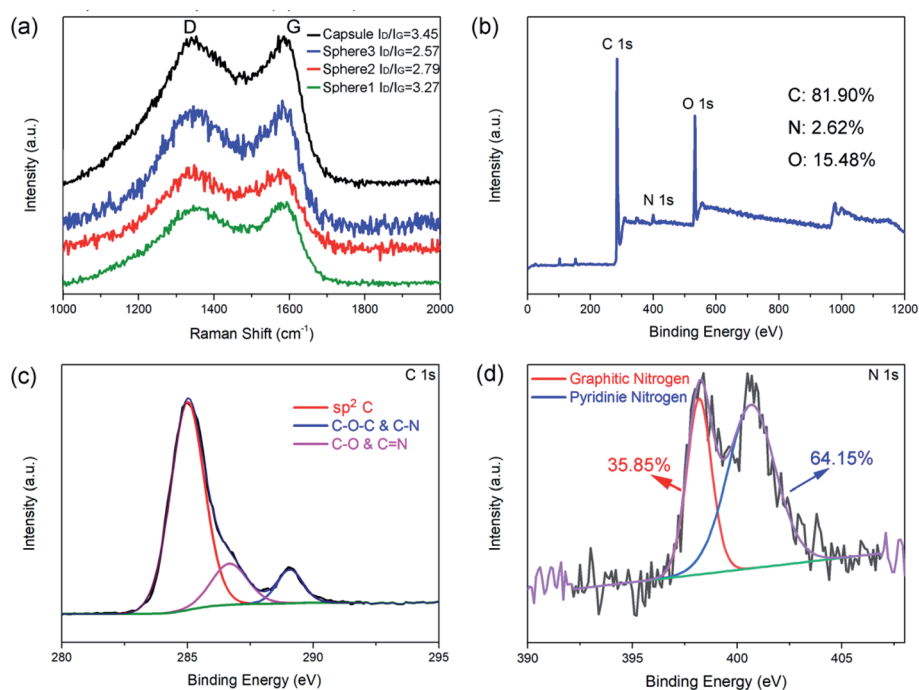 (a)
D
G
Capsule ID/IG=3.45
Sphere3 ID/IG=2.57
Sphere2 ID/IG=2.79
Sphere1 ID/IG=3.27
Intensity (a.u.)
1000 1200 1400 1600 1800 2000
Raman Shift (cm-1)
(b)
C 1s
O 1s
N 1s
C: 81.90%
N: 2.62%
O: 15.48%
Intensity (a.u.)
0 200 400 600 800 1000 1200
Binding Energy (eV)
(c)
C 1s
sp2 C
C-O-C & C-N
C-O & C=N
Intensity (a.u.)
280 285 290 295
Binding Energy (eV)
(d)
N 1s
Graphitic Nitrogen
Pyridinie Nitrogen
35.85%
64.15%
Intensity (a.u.)
390 395 400 405
Binding Energy (eV)